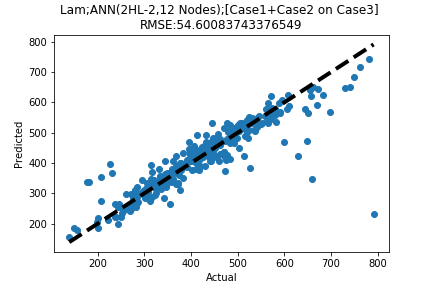 Lam;ANN(2HL-2,12 Nodes);[Case1+Case2 on Case3]
RMSE:54.60083743376549
800
700
600
500
400
300
200
Predicted
200 300 400 500 600 700 800
Actual